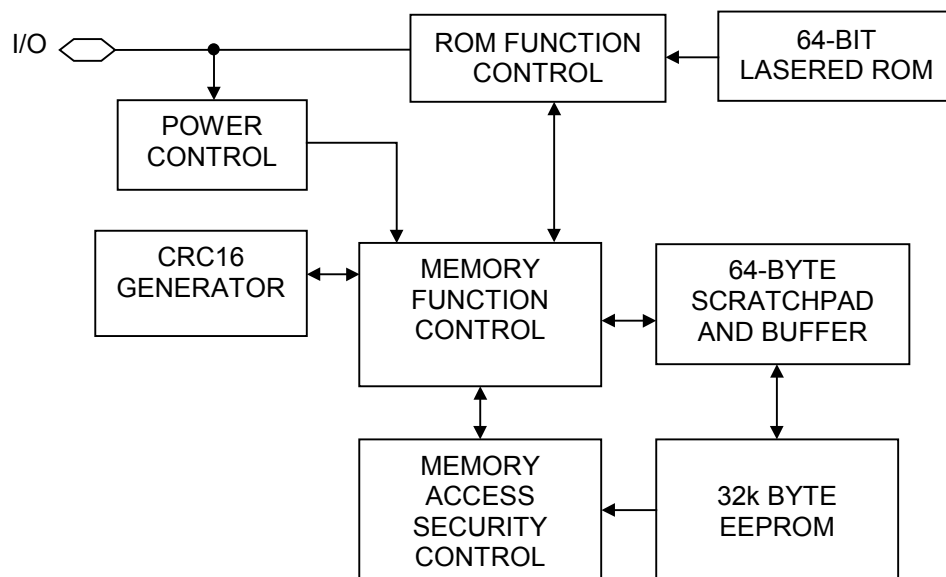 I/O
ROM FUNCTION
CONTROL
64-BIT
LASERED ROM
POWER
CONTROL
CRC16
GENERATOR
MEMORY
FUNCTION
CONTROL
64-BYTE
SCRATCHPAD
AND BUFFER
MEMORY
ACCESS
SECURITY
CONTROL
32k BYTE
EEPROM